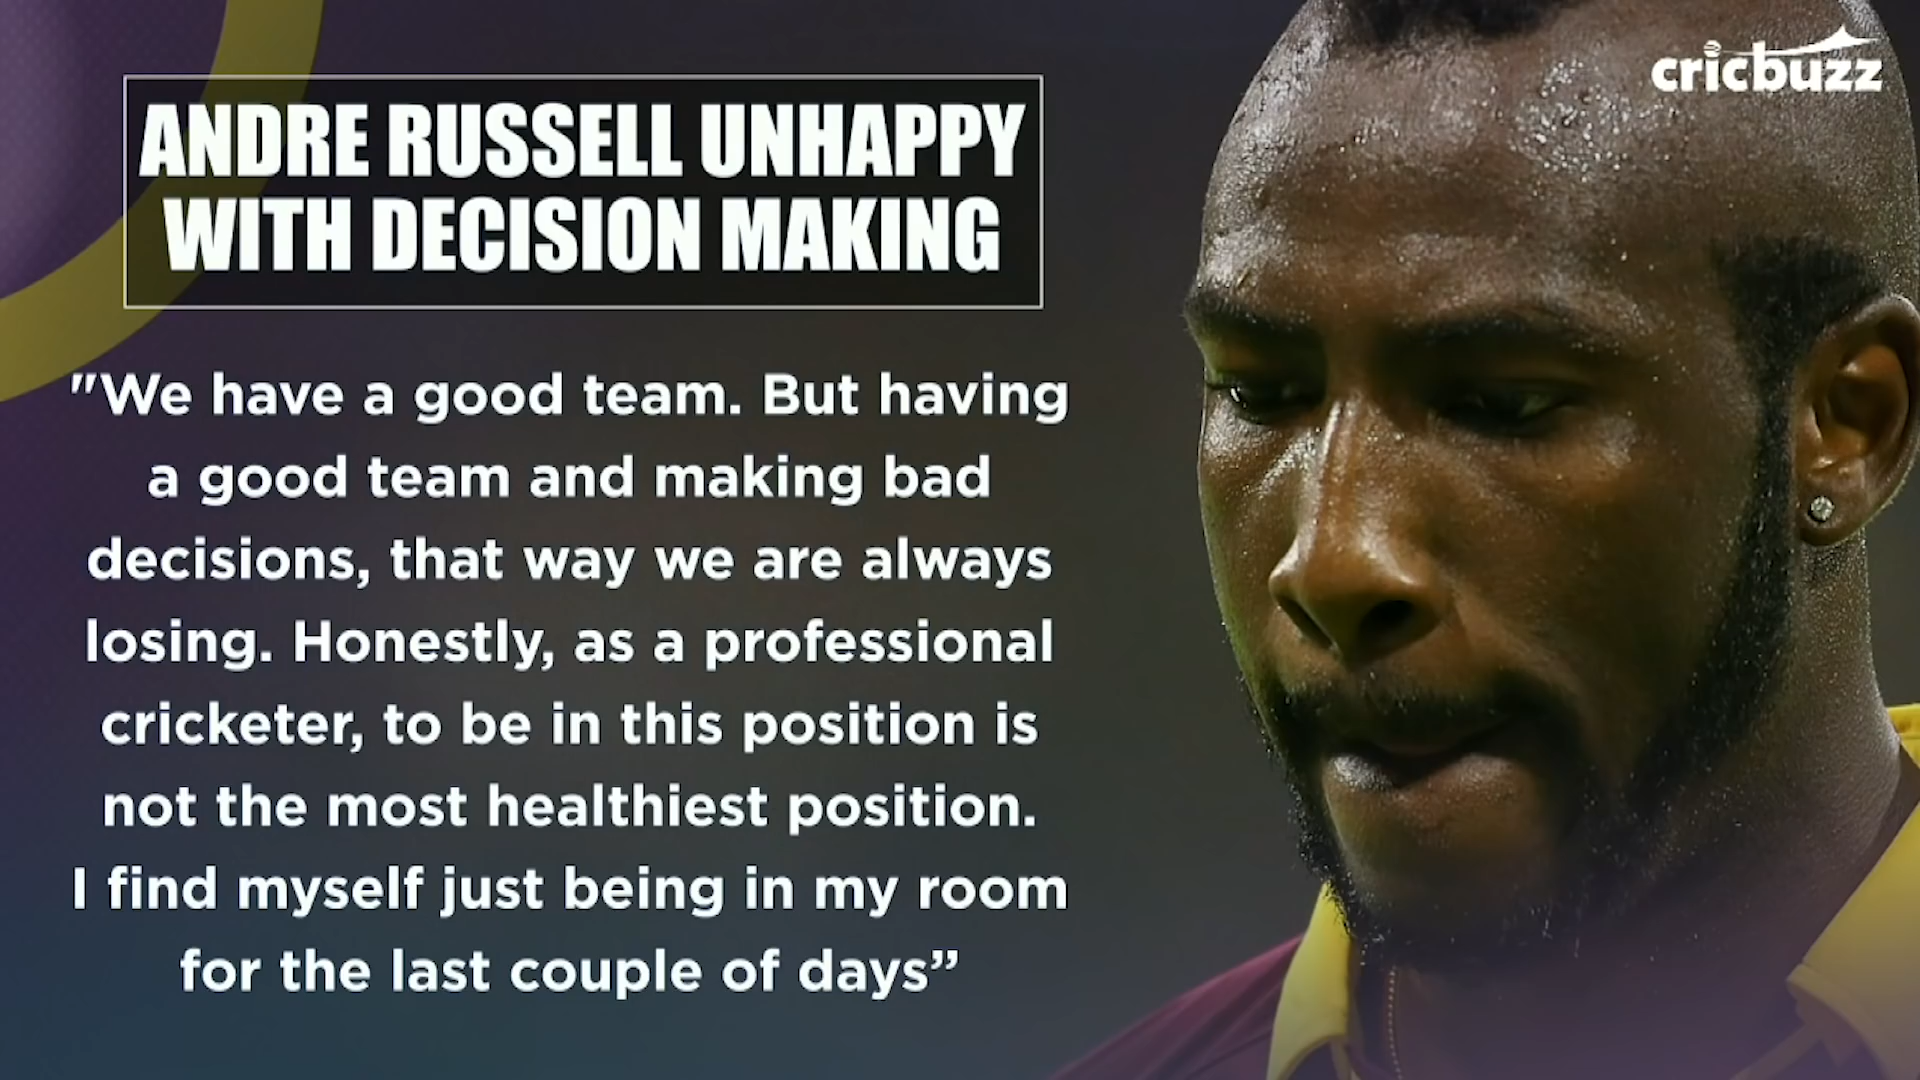 cricbuzz
ANDRE RUSSELL UNHAPPY
WITH DECISION MAKING
"We have a good team. But having
a good team and making bad
decisions, that way we are always
losing. Honestly, as a professional
cricketer, to be in this position is
not the most healthiest position.
I find myself just being in my room
for the last couple of days”